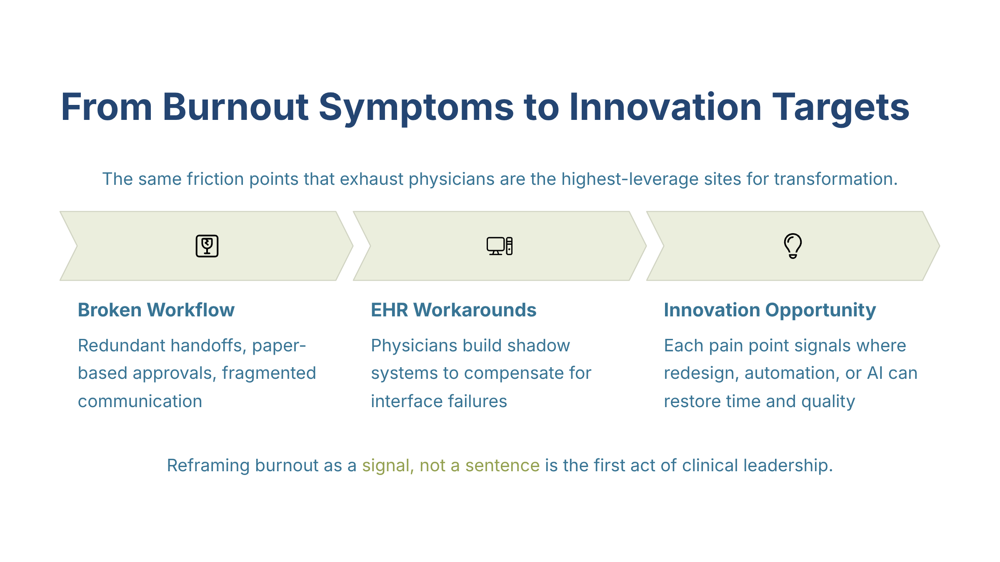 From Burnout Symptoms to Innovation Targets
The same friction points that exhaust physicians are the highest-leverage sites for transformation.
Broken Workflow
Redundant handoffs, paper-
based approvals, fragmented
communication
EHR Workarounds
Physicians build shadow
systems to compensate for
interface failures
Innovation Opportunity
Each pain point signals where
redesign, automation, or AI can
restore time and quality
Reframing burnout as a signal, not a sentence is the first act of clinical leadership.